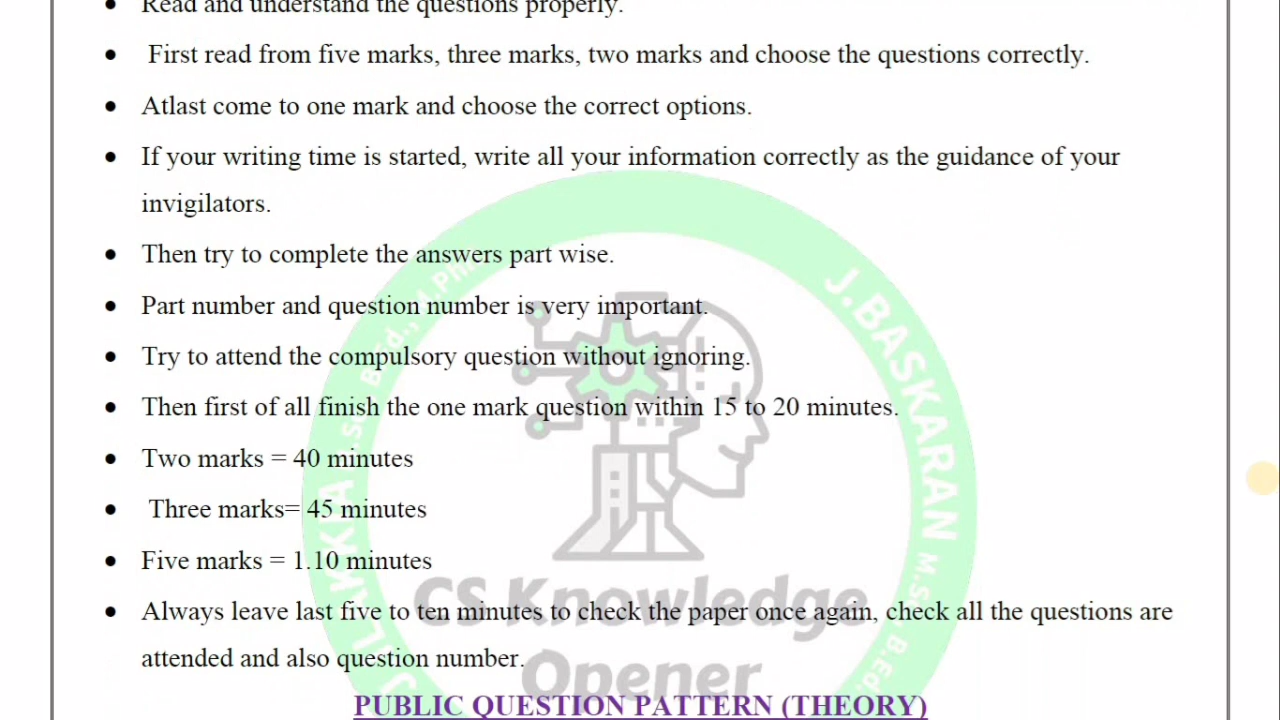 Read and understand the questions properly.
First read from five marks, three marks, two marks and choose the questions correctly.
Atlast come to one mark and choose the correct options.
If your writing time is started, write all your information correctly as the guidance of your
invigilators.
Then try to complete the answers part wise.
Part number and question number is very important.
Try to attend the compulsory question without ignoring.
Then first of all finish the one mark question within 15 to 20 minutes.
Two marks = 40 minutes
Three marks= 45 minutes
Five marks = 1.10 minutes
Always leave last five to ten minutes to check the paper once again, check all the questions are
attended and also question number.
PUBLIC QUESTION PATTERN (THEORY)
J.BASKARAN
CS Knowledge
Opener